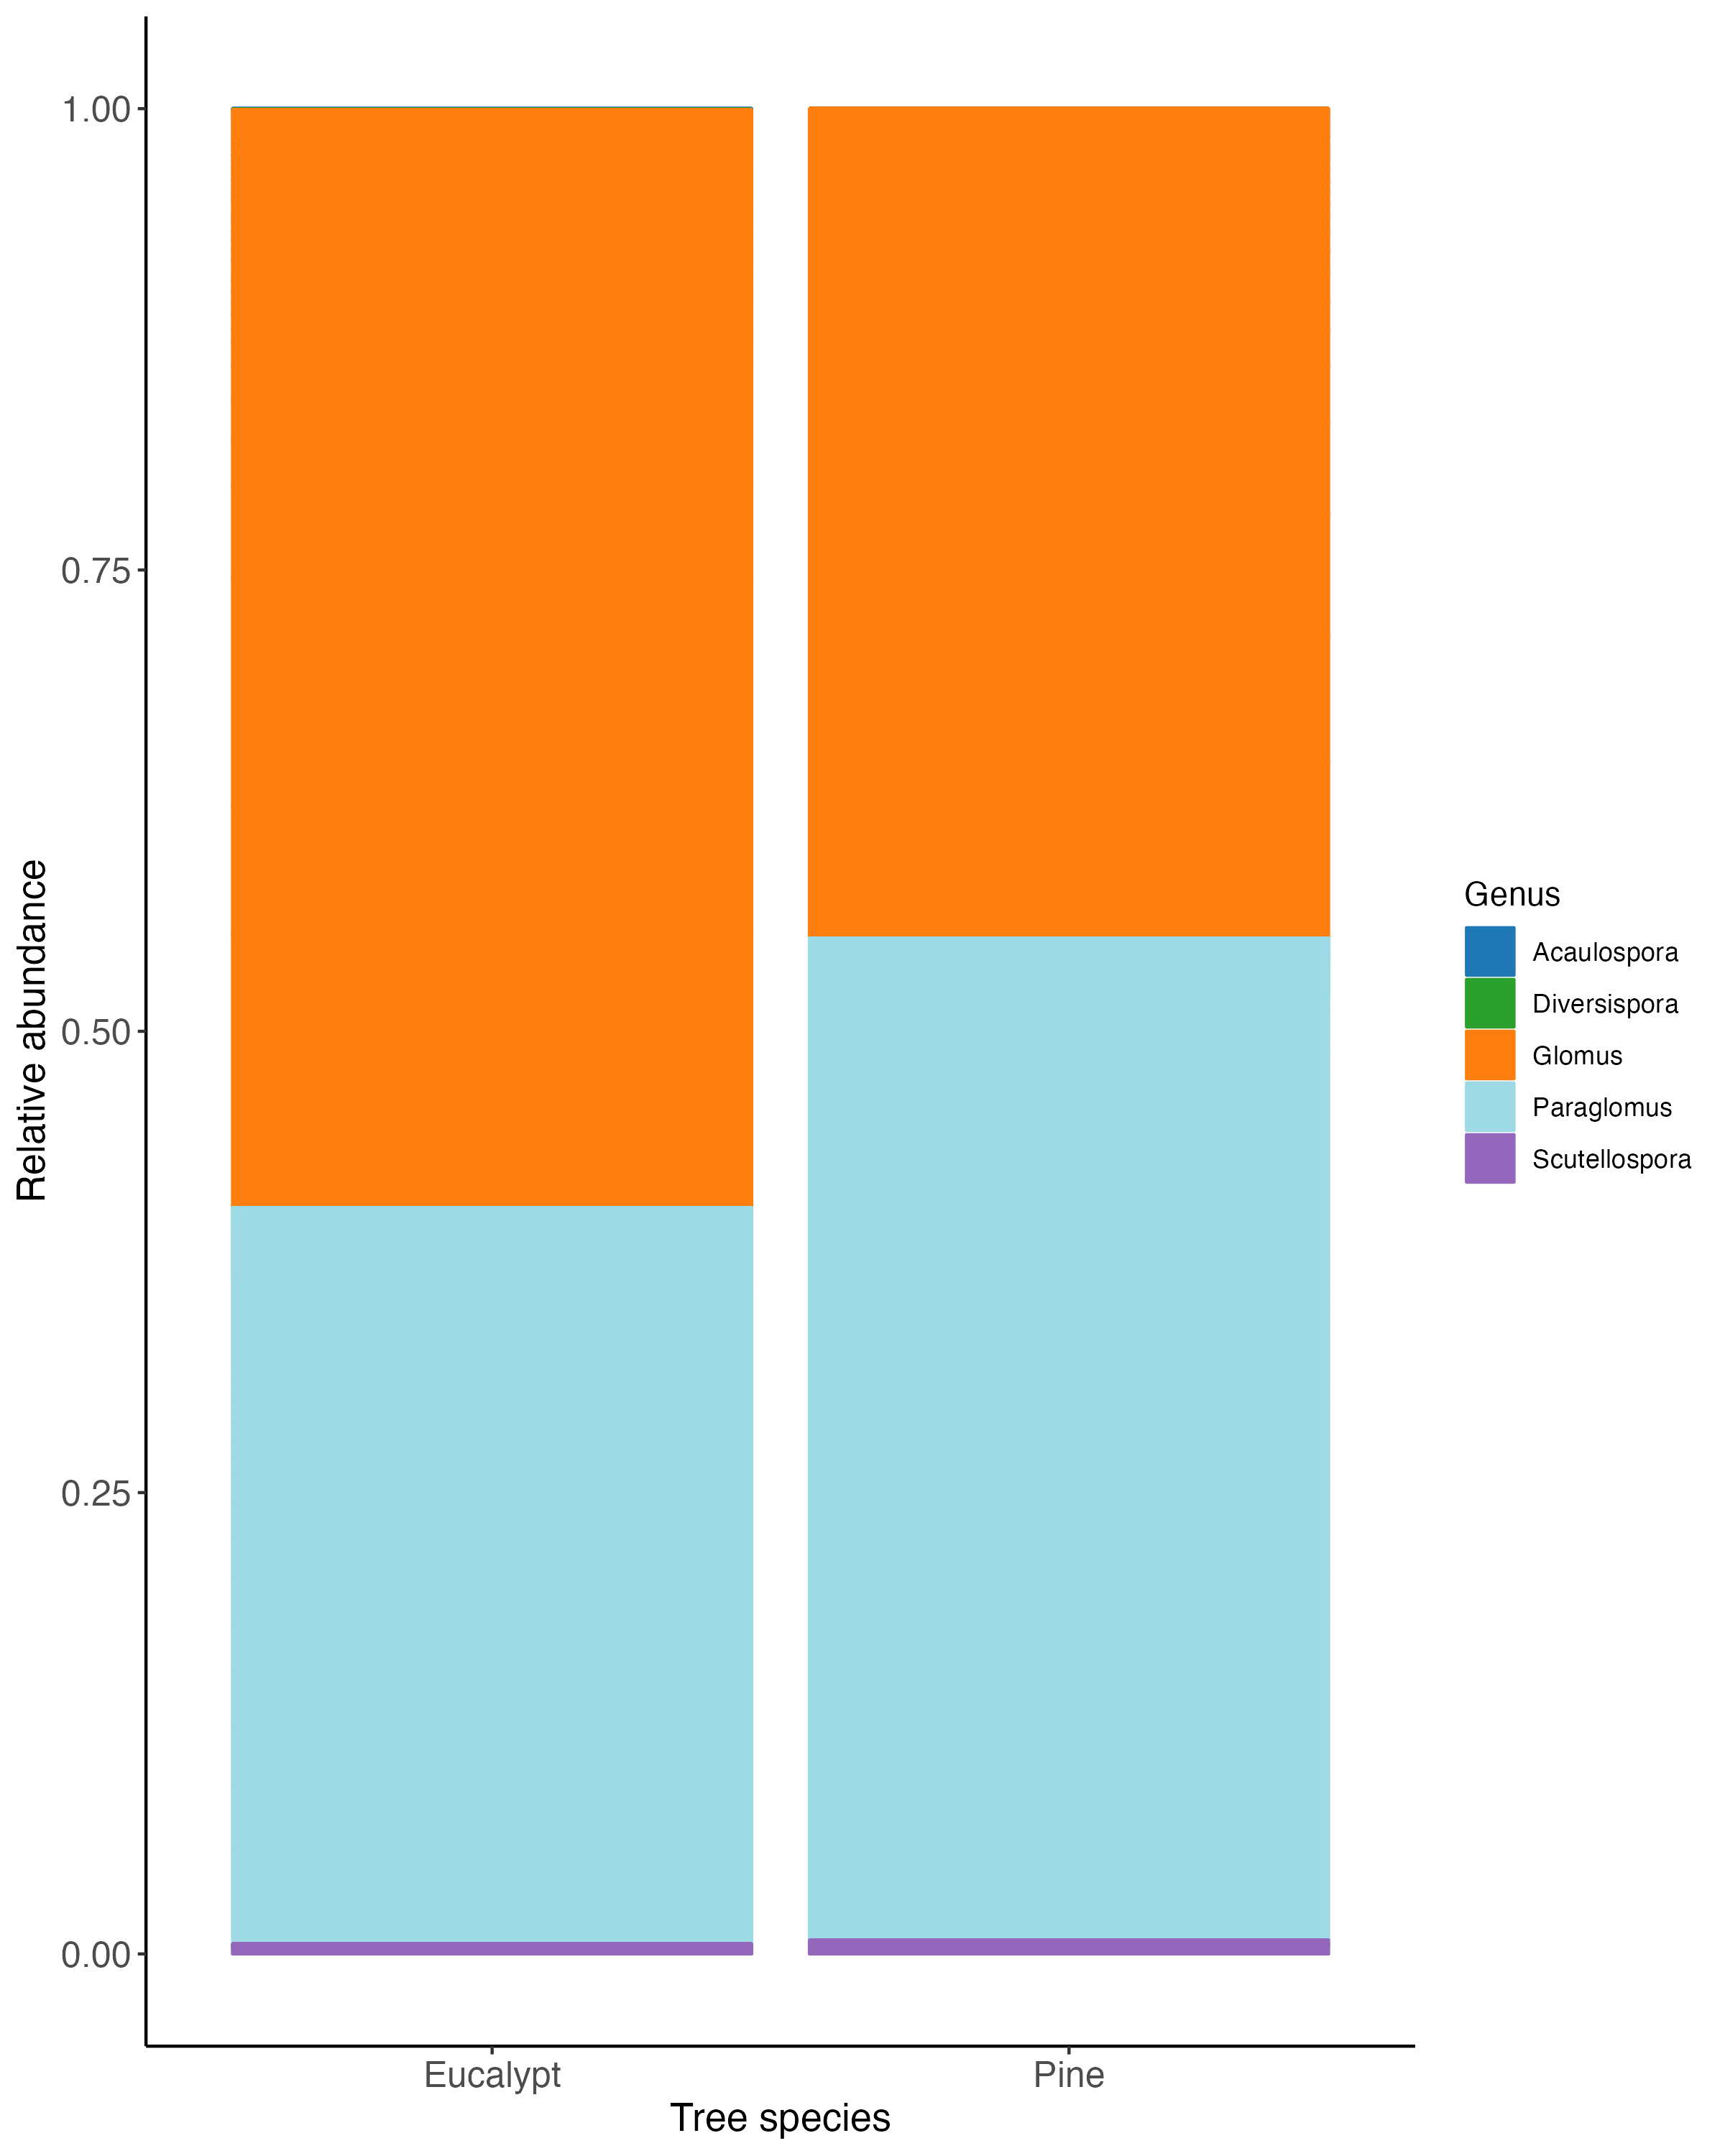 Relative abundance
1.00
0.75
0.50
0.25
0.00
Eucalypt
Pine
Tree species
Genus
Acaulospora
Diversispora
Glomus
Paraglomus
Scutellospora